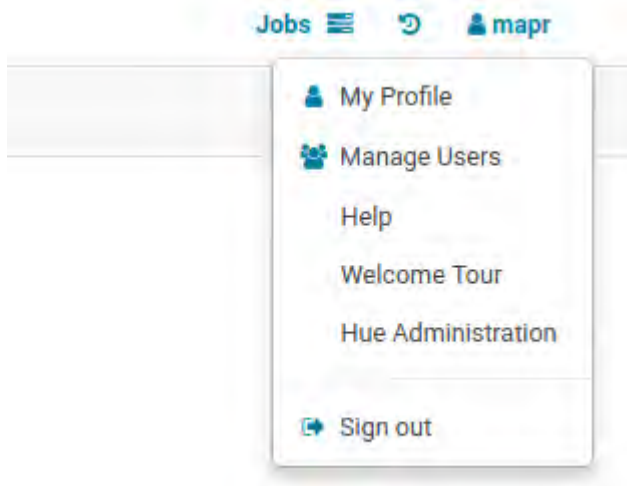 Jobs mapr
My Profile
Manage Users
Help
Welcome Tour
Hue Administration
Sign out